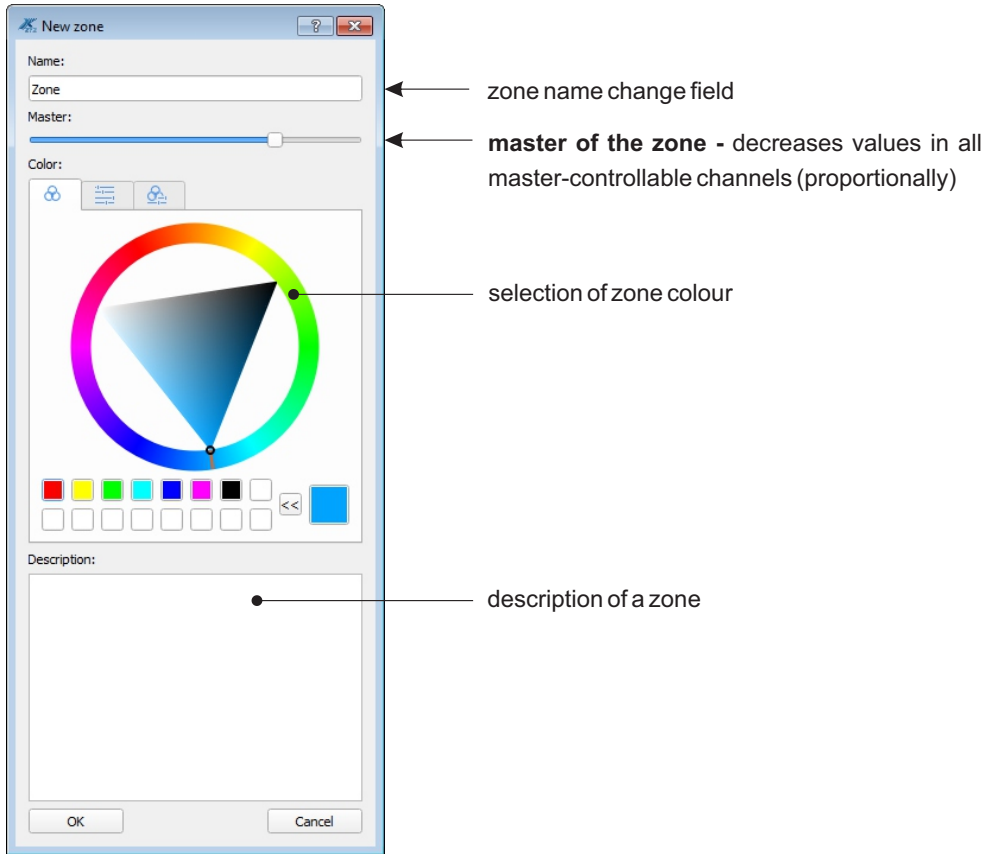 New zone
Name:
Zone
zone name change field
Master:
master of the zone - decreases values in all
master-controllable channels (proportionally)
Color:
selection of zone colour
<<
Description:
description of a zone
OK
Cancel